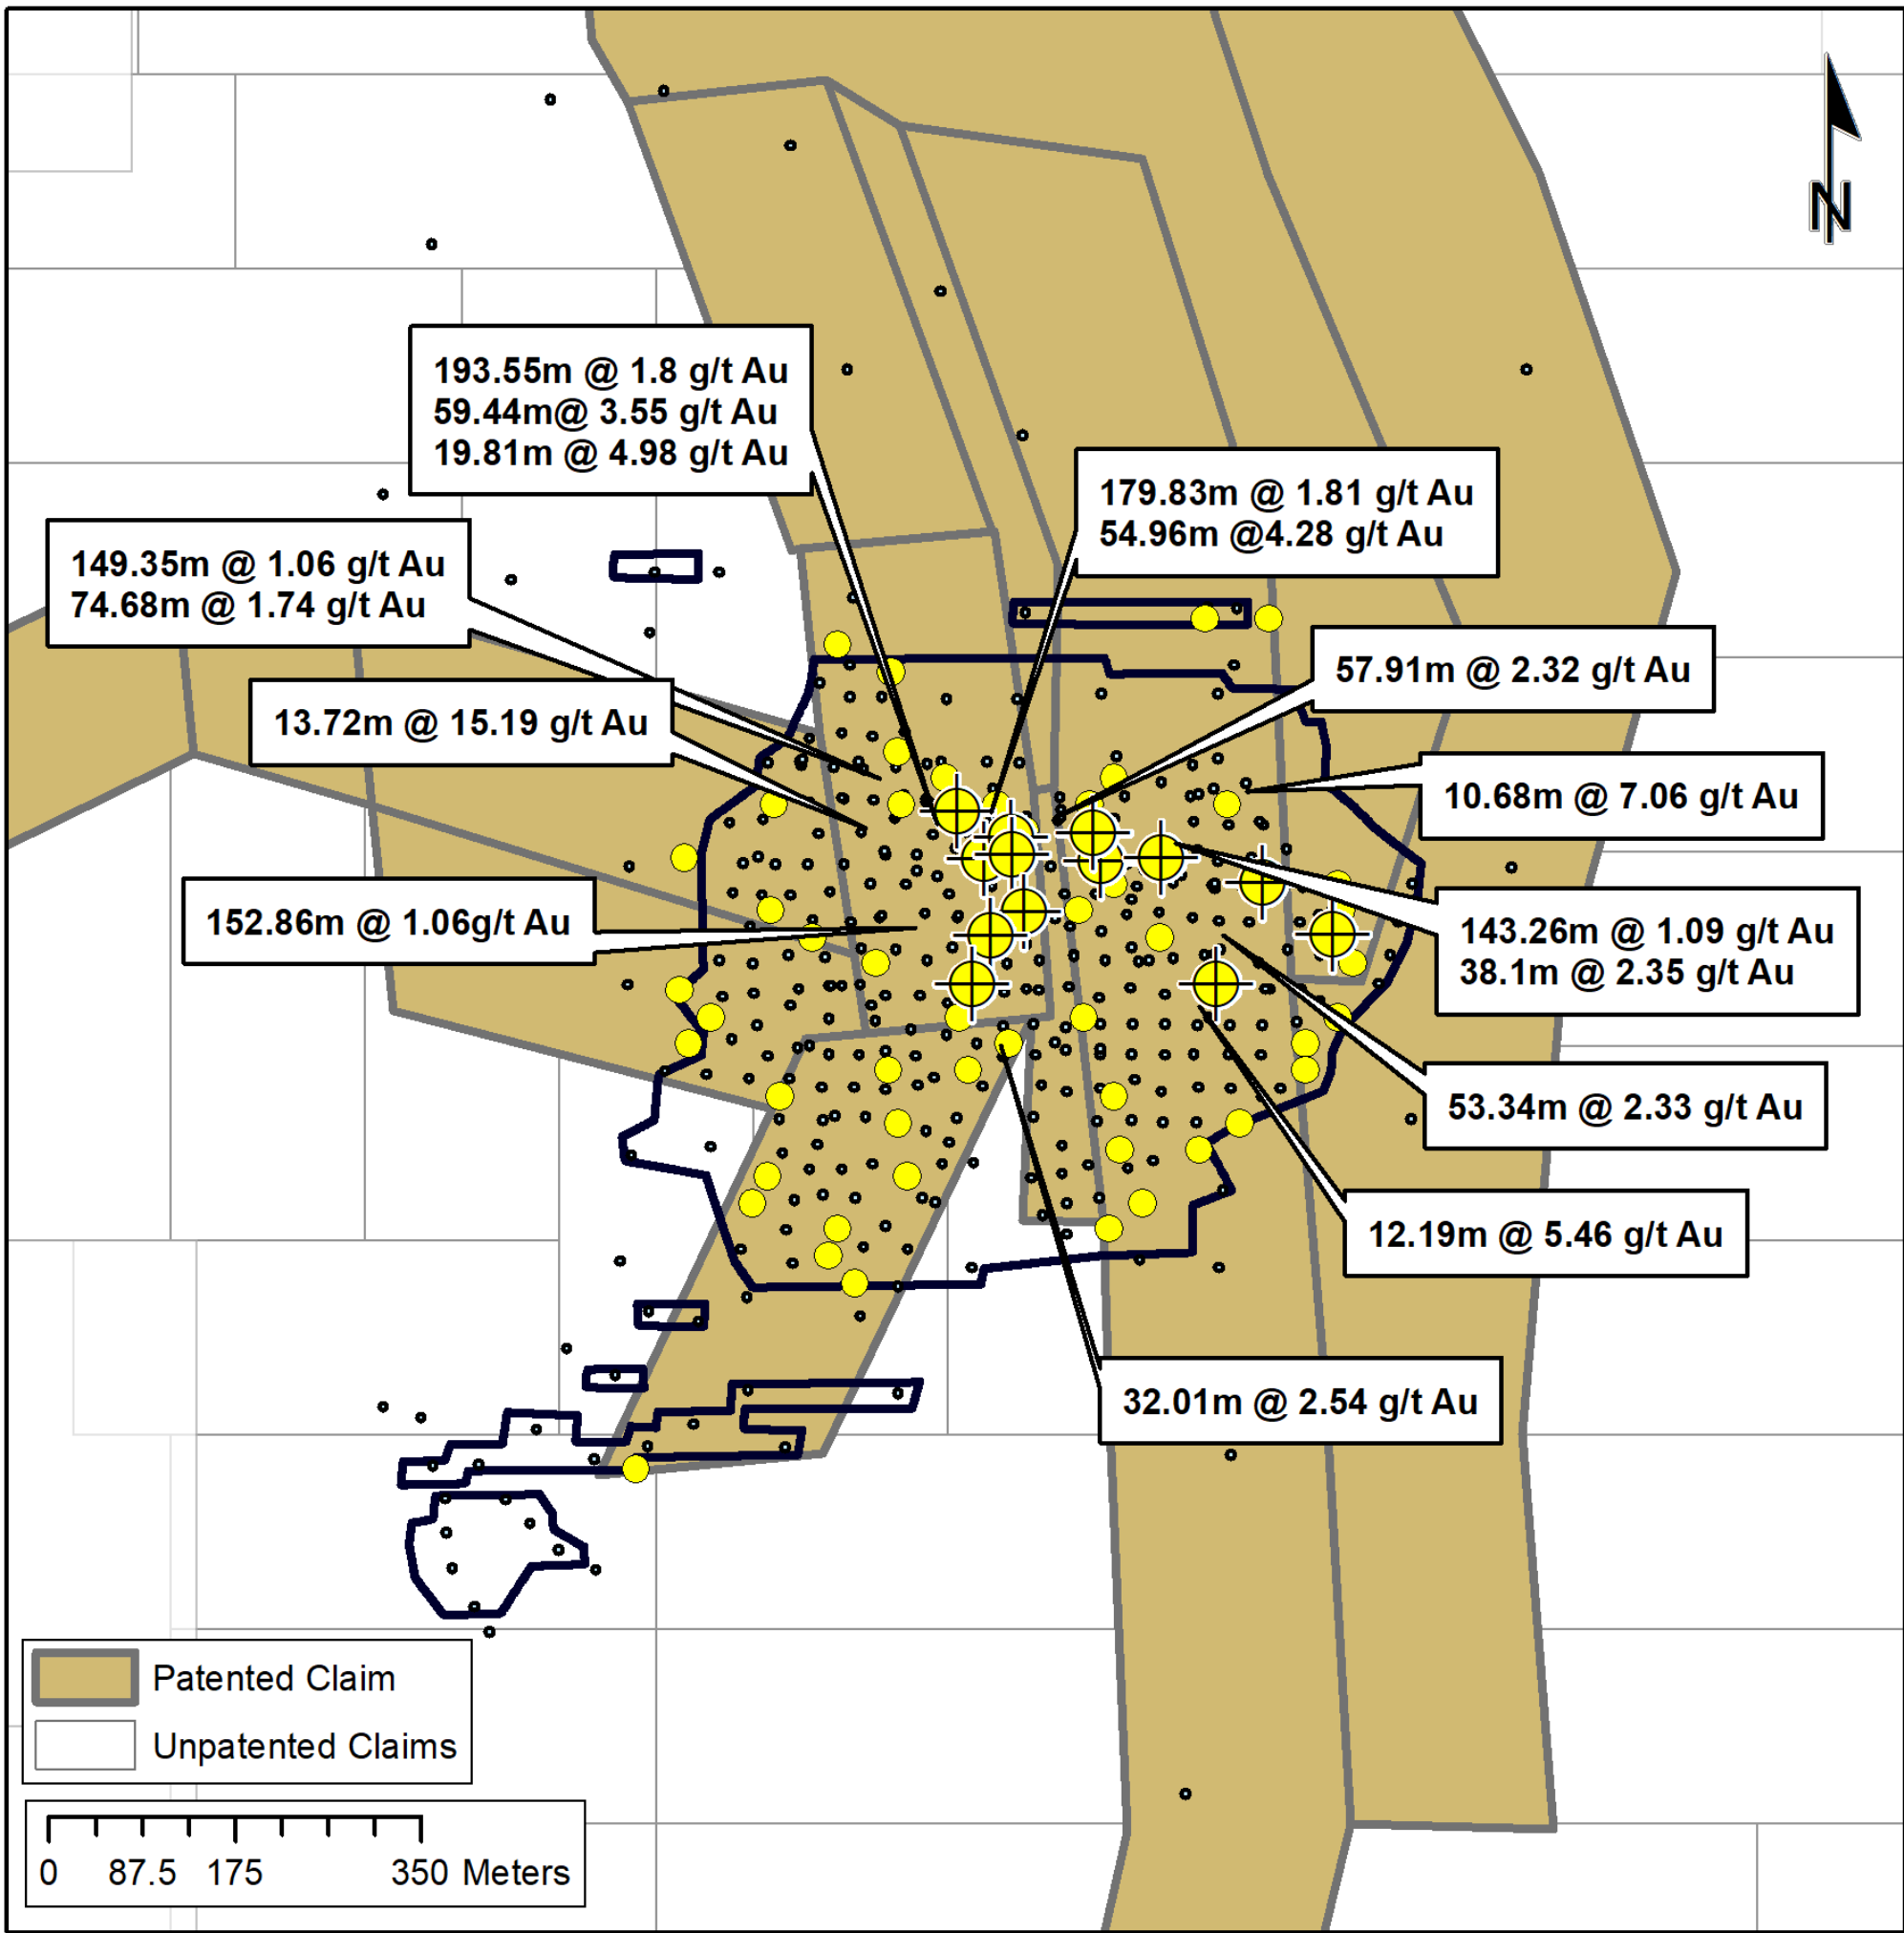 N
193.55m @ 1.8 g/t Au
59.44m@ 3.55 g/t Au
19.81m @ 4.98 g/t Au
179.83m @ 1.81 g/t Au
54.96m @4.28 g/t Au
149.35m @ 1.06 g/t Au
74.68m @ 1.74 g/t Au
57.91m @ 2.32 g/t Au
13.72m @ 15.19 g/t Au
10.68m @ 7.06 g/t Au
152.86m @ 1.06g/t Au
143.26m @ 1.09 g/t Au
38.1m @ 2.35 g/t Au
53.34m @ 2.33 g/t Au
12.19m @ 5.46 g/t Au
32.01m @ 2.54 g/t Au
Patented Claim
Unpatented Claims
0 87.5 175 350 Meters